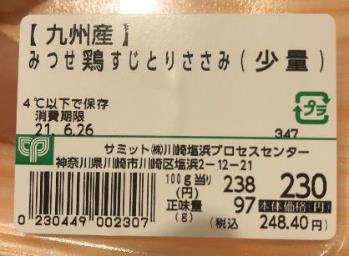 【 九州産 】
みつせ鶏すじとりささみ(少量)
4℃以下で保存
消費期限
21. 6.26
プラ
347
サミット㈱川崎塩浜プロセスセンター
神奈川県川崎市川崎区塩浜2-12-21
100g当り(円) 238
本体価格(円) 230
正味量(g) 97
(税込 248.40円)
0 230449 002307